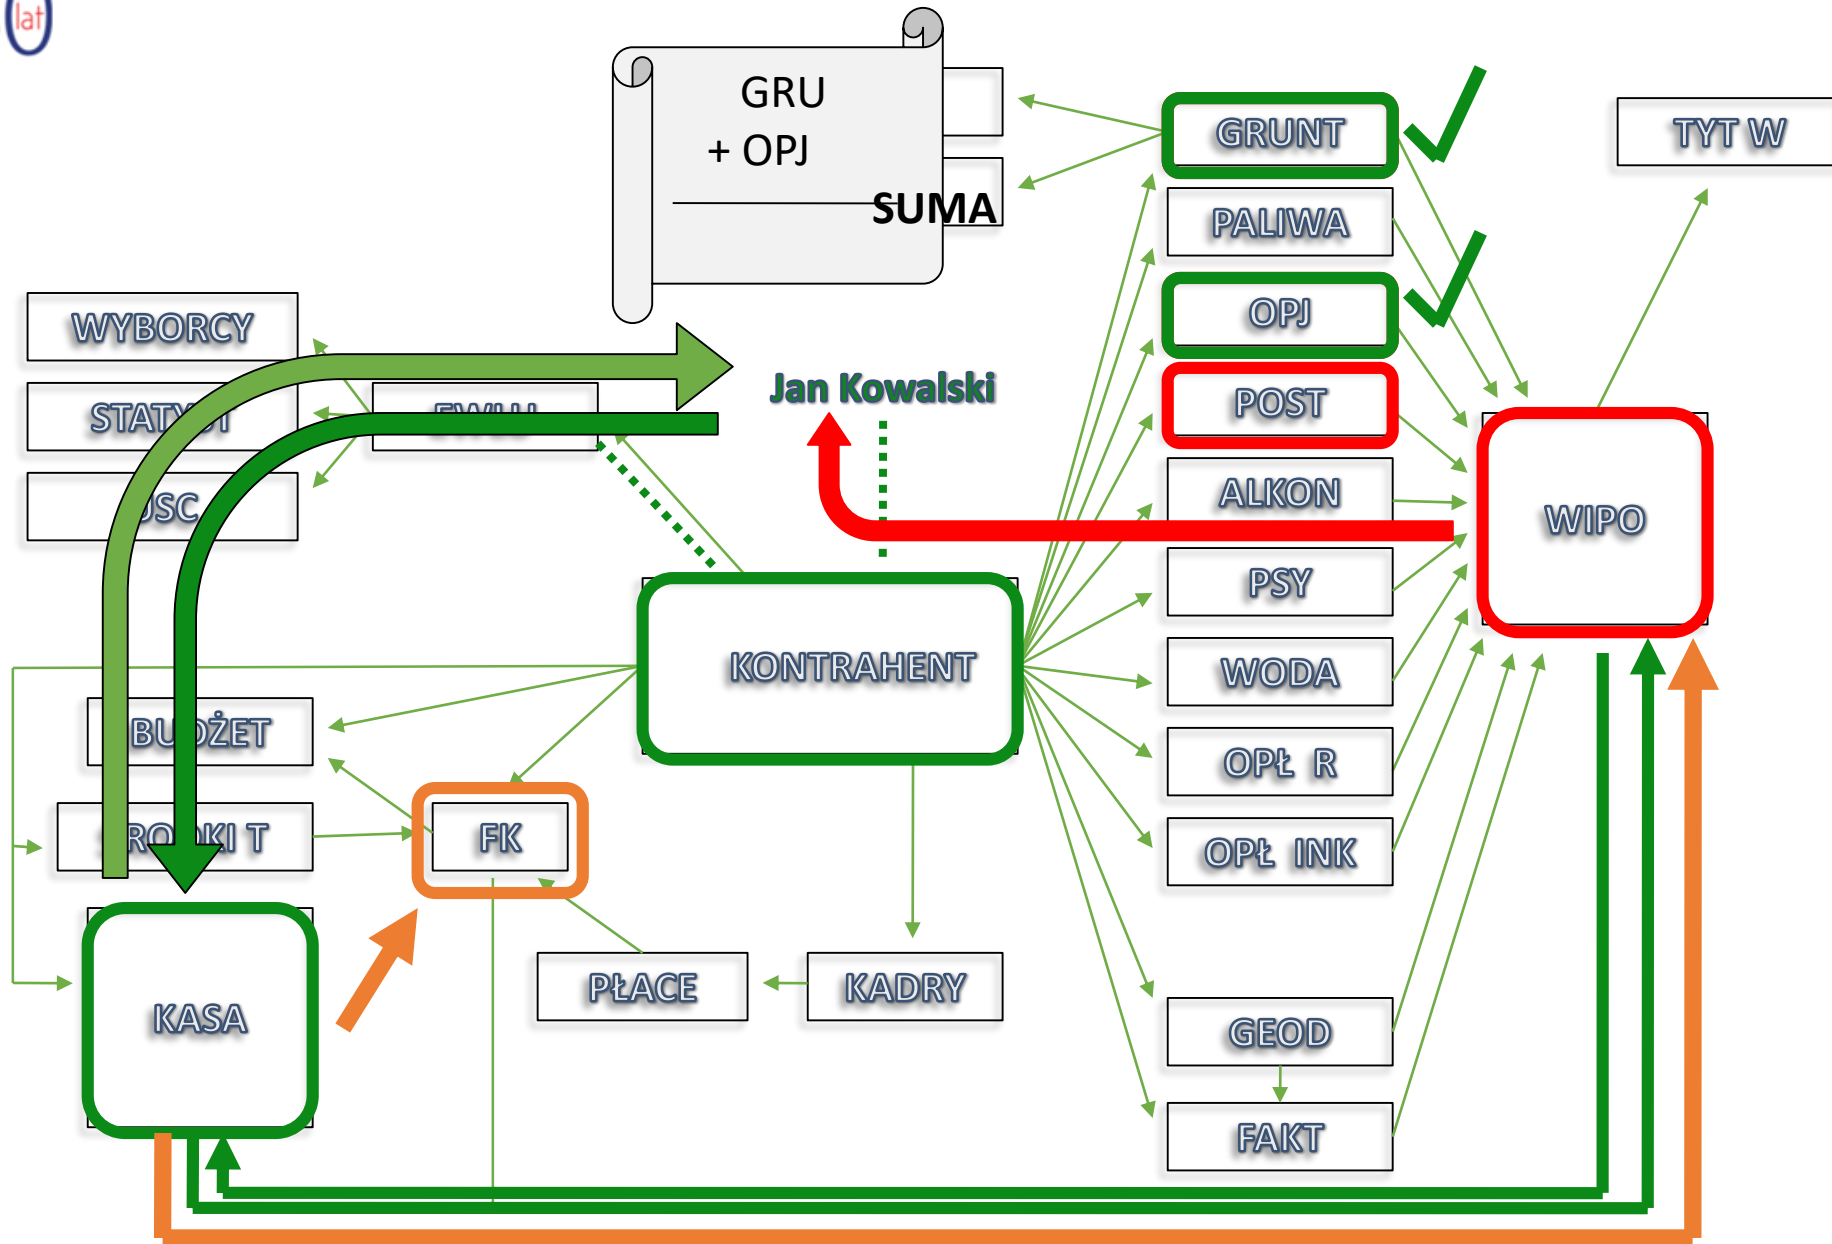 lat
GRU
+ OPJ
SUMA
GRUNT
TYT W
PALIWA
OPJ
WYBORCY
Jan Kowalski
POST
ALKON
USC
WIPO
PSY
KONTRAHENT
WODA
BUDŻET
OPŁ R
FK
OPŁ INK
PŁACE
KADRY
KASA
GEOD
FAKT